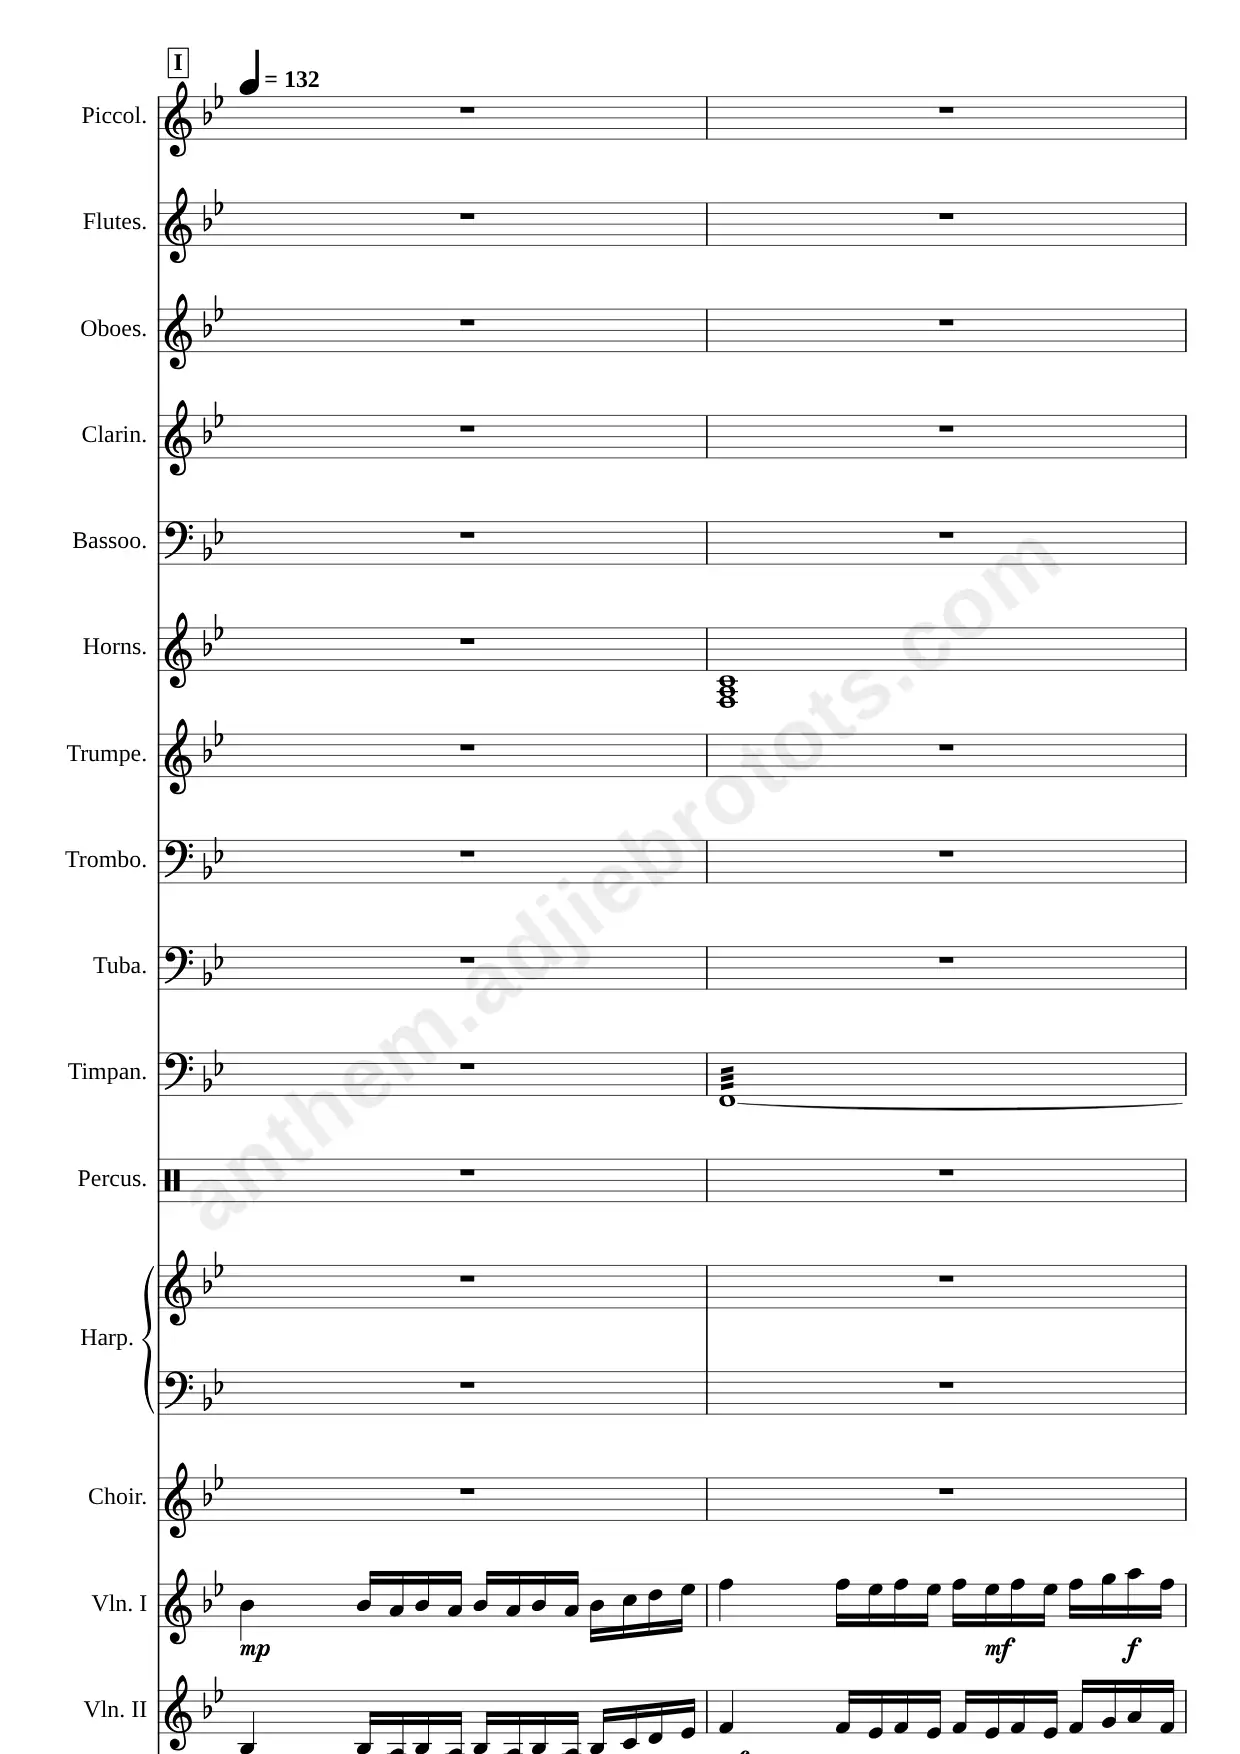 I
= 132
Piccol.
Flutes.
Oboes.
Clarin.
Bassoo.
Horns.
Trumpe.
Trombo.
Tuba.
Timpan.
Percus.
Harp.
Choir.
Vln. I
mp
mf
f
Vln. II
anthem.adjiebrotots.com